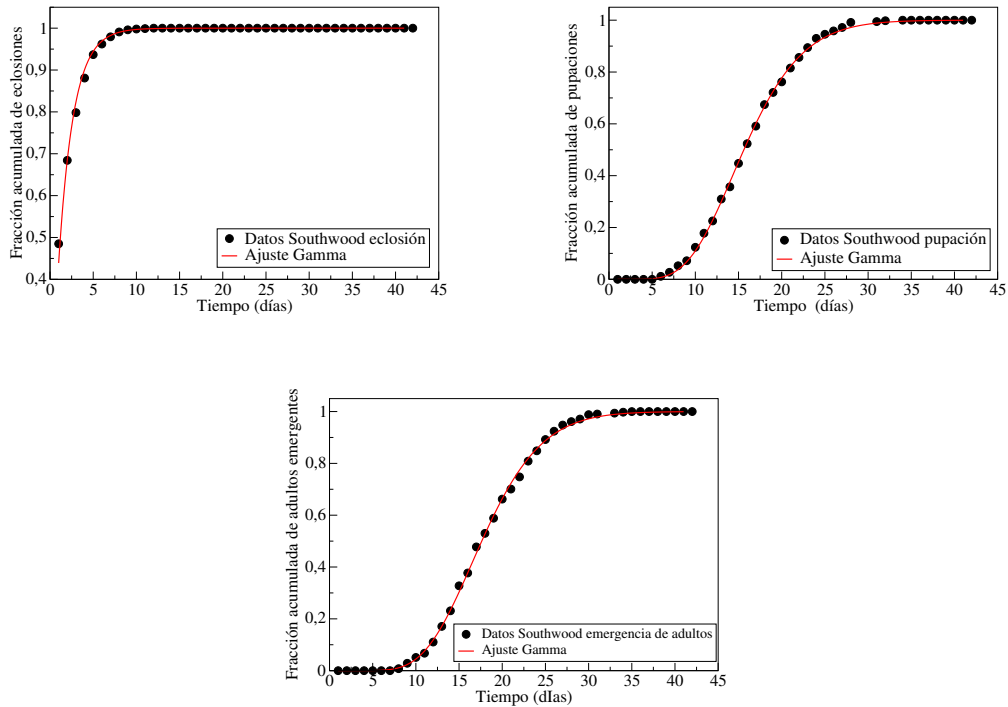 Fracción acumulada de eclosiones
1
0,9
0,8
0,7
0,6
0,5
0,4
Datos Southwood eclosión
Ajuste Gamma
0 5 10 15 20 25 30 35 40 45
Tiempo (días)
Fracción acumulada de pupaciones
1
0,8
0,6
0,4
0,2
0
Datos Southwood pupación
Ajuste Gamma
0 5 10 15 20 25 30 35 40 45
Tiempo (días)
Fracción acumulada de adultos emergentes
1
0,8
0,6
0,4
0,2
0
Datos Southwood emergencia de adultos
Ajuste Gamma
0 5 10 15 20 25 30 35 40 45
Tiempo (dIas)